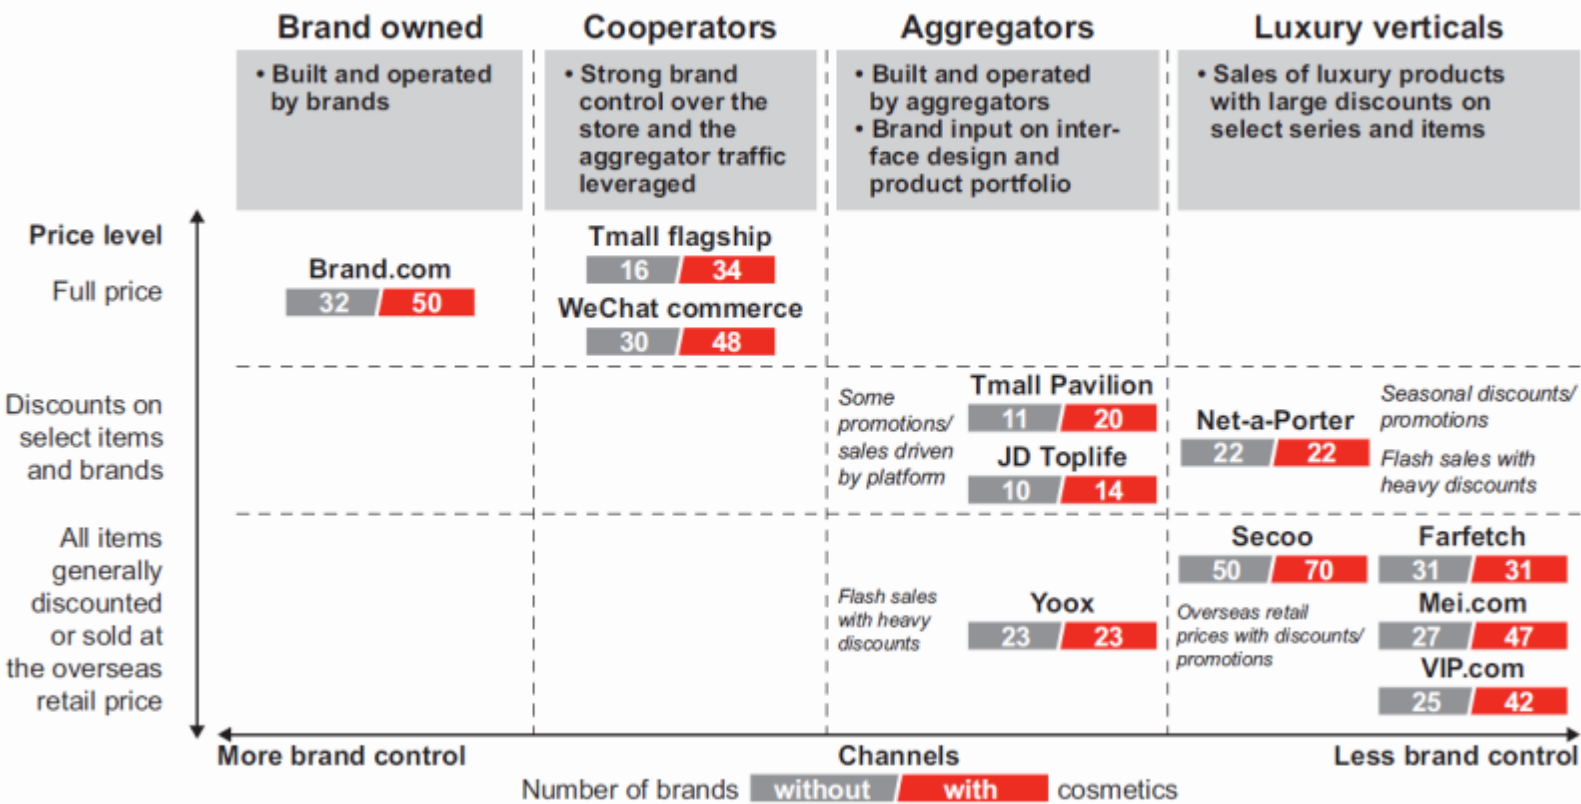 Brand owned
• Built and operated
by brands
Cooperators
• Strong brand
control over the
store and the
aggregator traffic
leveraged
Aggregators
• Built and operated
by aggregators
• Brand input on inter-
face design and
product portfolio
Luxury verticals
• Sales of luxury products
with large discounts on
select series and items
Price level
Full price
Brand.com
32 50
Tmall flagship
16 34
WeChat commerce
30 48
Discounts on
select items
and brands
Some
promotions/
sales driven
by platform
Tmall Pavilion
11 20
JD Toplife
10 14
Net-a-Porter
22 22
Seasonal discounts/
promotions
Flash sales with
heavy discounts
All items
generally
discounted
or sold at
the overseas
retail price
Flash sales
with heavy
discounts
Yoox
23 23
Secoo
50 70
Overseas retail
prices with discounts/
promotions
Farfetch
31 31
Mei.com
27 47
VIP.com
25 42
More brand control
Channels
Less brand control
Number of brands without with cosmetics